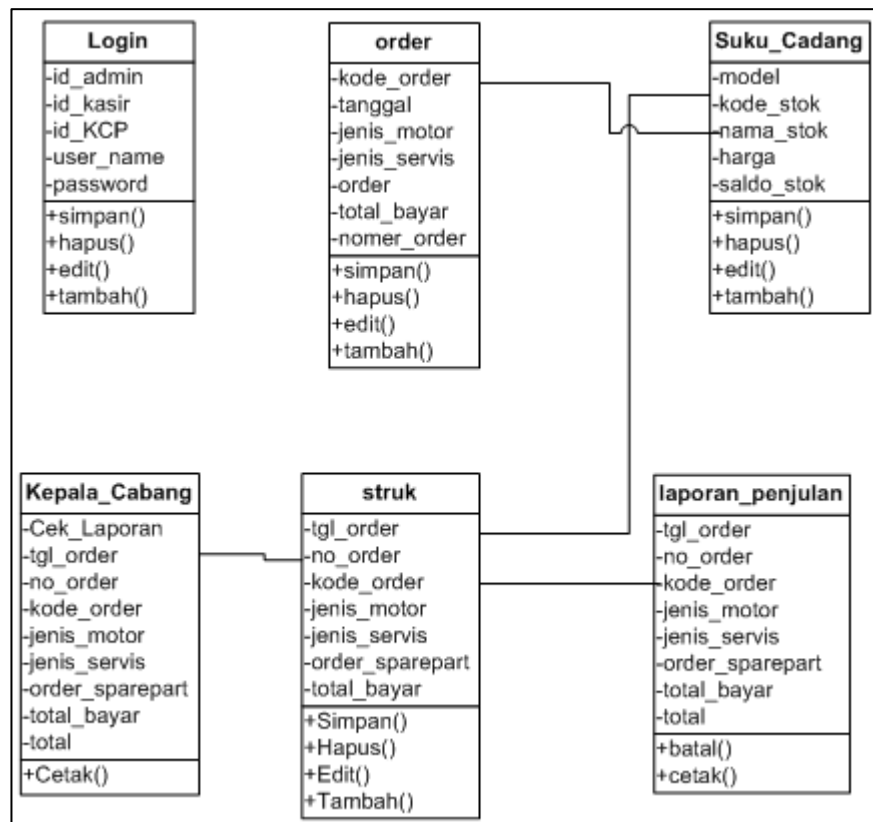 Login
-id_admin
-id_kasir
-id_KCP
-user_name
-password
+simpan()
+hapus()
+edit()
+tambah()
order
-kode_order
-tanggal
-jenis_motor
-jenis_servis
-order
-total_bayar
-nomer_order
+simpan()
+hapus()
+edit()
+tambah()
Suku_Cadang
-model
-kode_stok
-nama_stok
-harga
-saldo_stok
+simpan()
+hapus()
+edit()
+tambah()
Kepala_Cabang
-Cek_Laporan
-tgl_order
-no_order
-kode_order
-jenis_motor
-jenis_servis
-order_sparepart
-total_bayar
-total
+Cetak()
struk
-tgl_order
-no_order
-kode_order
-jenis_motor
-jenis_servis
-order_sparepart
-total_bayar
+Simpan()
+Hapus()
+Edit()
+Tambah()
laporan_penjulan
-tgl_order
-no_order
-kode_order
-jenis_motor
-jenis_servis
-order_sparepart
-total_bayar
-total
+batal()
+cetak()